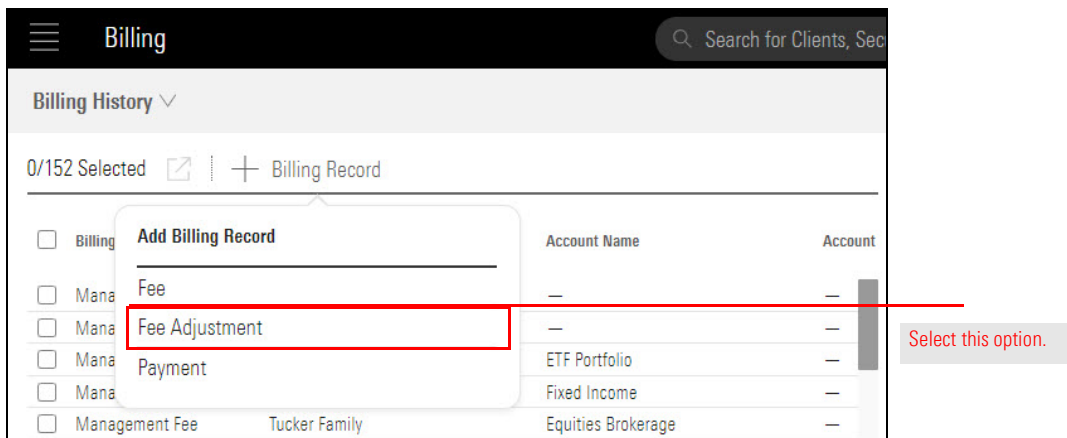 Billing
Search for Clients, Sec
Billing History
0/152 Selected
Billing Record
Billing
Add Billing Record
Account Name
Account
Mana
Fee
—
—
Mana
Fee Adjustment
—
—
Select this option.
Mana
Payment
ETF Portfolio
—
Mana
Fixed Income
—
Management Fee
Tucker Family
Equities Brokerage
—